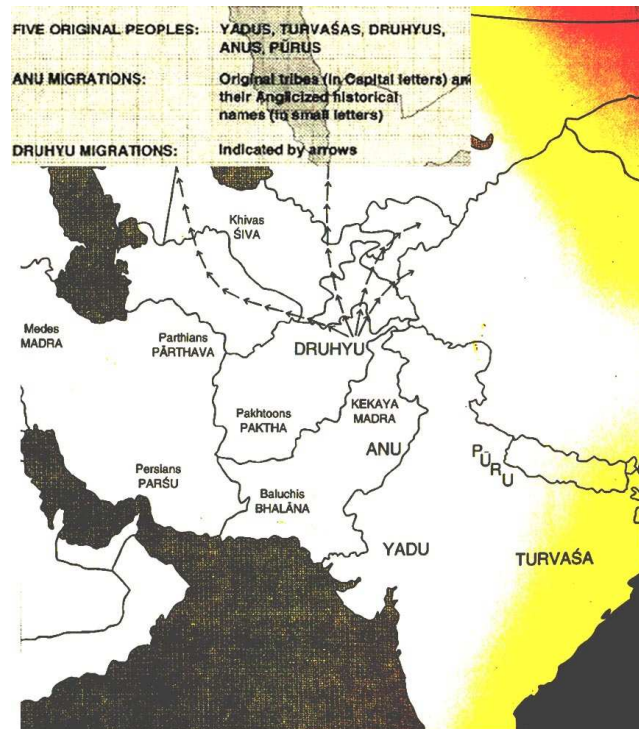 FIVE ORIGINAL PEOPLES: YADUS, TURVAŚAS, DRUHYUS,
ANUS, PŪRUS
ANU MIGRATIONS: Original tribes (in Capital letters) and
their Anglicized historical
names (in small letters)
DRUHYU MIGRATIONS: Indicated by arrows
Khivas
ŚIVA
Medes
MADRA
Parthians
PĀRTHAVA
DRUHYU
Pakhtoons
PAKTHA
KEKAYA
MADRA
ANU
PŪRU
Persians
PARŚU
Baluchis
BHALĀNA
YADU
TURVAŚA